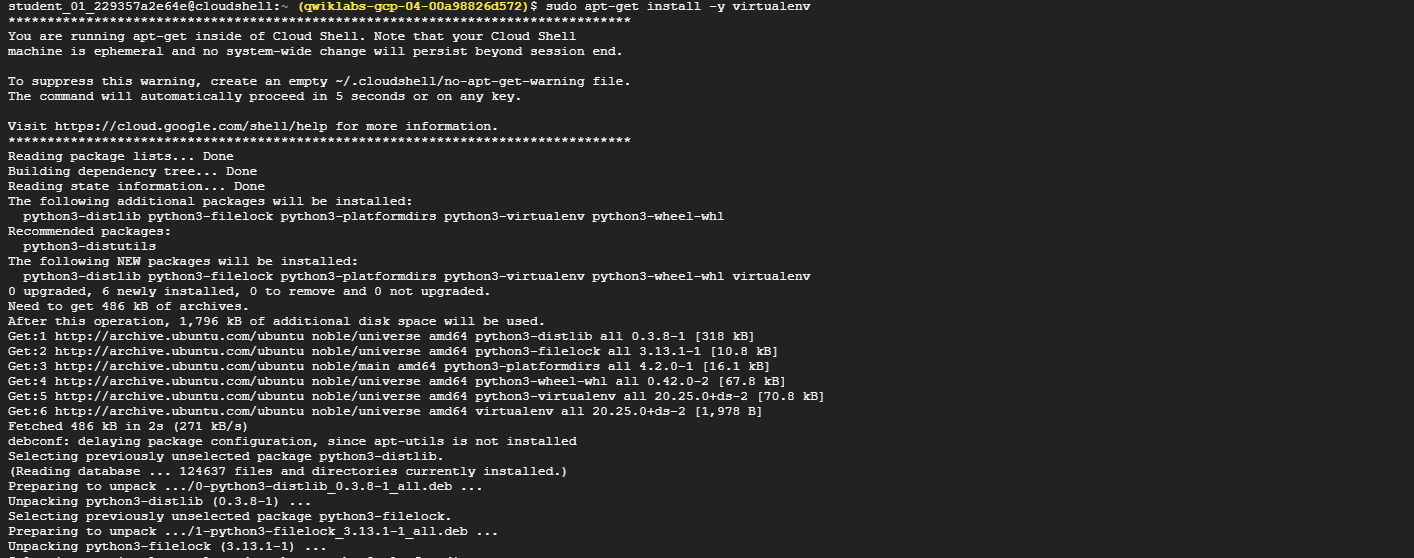 student_01_229357a2e64e@cloudshell:~ (qwiklabs-gcp-04-00a98826d572)$ sudo apt-get install -y virtualenv
********************************************************************************
You are running apt-get inside of Cloud Shell. Note that your Cloud Shell
machine is ephemeral and no system-wide change will persist beyond session end.

To suppress this warning, create an empty ~/.cloudshell/no-apt-get-warning file.
The command will automatically proceed in 5 seconds or on any key.

Visit https://cloud.google.com/shell/help for more information.
********************************************************************************
Reading package lists... Done
Building dependency tree... Done
Reading state information... Done
The following additional packages will be installed:
  python3-distlib python3-filelock python3-platformdirs python3-virtualenv python3-wheel-whl
Recommended packages:
  python3-distutils
The following NEW packages will be installed:
  python3-distlib python3-filelock python3-platformdirs python3-virtualenv python3-wheel-whl virtualenv
0 upgraded, 6 newly installed, 0 to remove and 0 not upgraded.
Need to get 486 kB of archives.
After this operation, 1,796 kB of additional disk space will be used.
Get:1 http://archive.ubuntu.com/ubuntu noble/universe amd64 python3-distlib all 0.3.8-1 [318 kB]
Get:2 http://archive.ubuntu.com/ubuntu noble/universe amd64 python3-filelock all 3.13.1-1 [10.8 kB]
Get:3 http://archive.ubuntu.com/ubuntu noble/main amd64 python3-platformdirs all 4.2.0-1 [16.1 kB]
Get:4 http://archive.ubuntu.com/ubuntu noble/universe amd64 python3-wheel-whl all 0.42.0-2 [67.8 kB]
Get:5 http://archive.ubuntu.com/ubuntu noble/universe amd64 python3-virtualenv all 20.25.0+ds-2 [70.8 kB]
Get:6 http://archive.ubuntu.com/ubuntu noble/universe amd64 virtualenv all 20.25.0+ds-2 [1,978 B]
Fetched 486 kB in 2s (271 kB/s)
debconf: delaying package configuration, since apt-utils is not installed
Selecting previously unselected package python3-distlib.
(Reading database ... 124637 files and directories currently installed.)
Preparing to unpack .../0-python3-distlib_0.3.8-1_all.deb ...
Unpacking python3-distlib (0.3.8-1) ...
Selecting previously unselected package python3-filelock.
Preparing to unpack .../1-python3-filelock_3.13.1-1_all.deb ...
Unpacking python3-filelock (3.13.1-1) ...